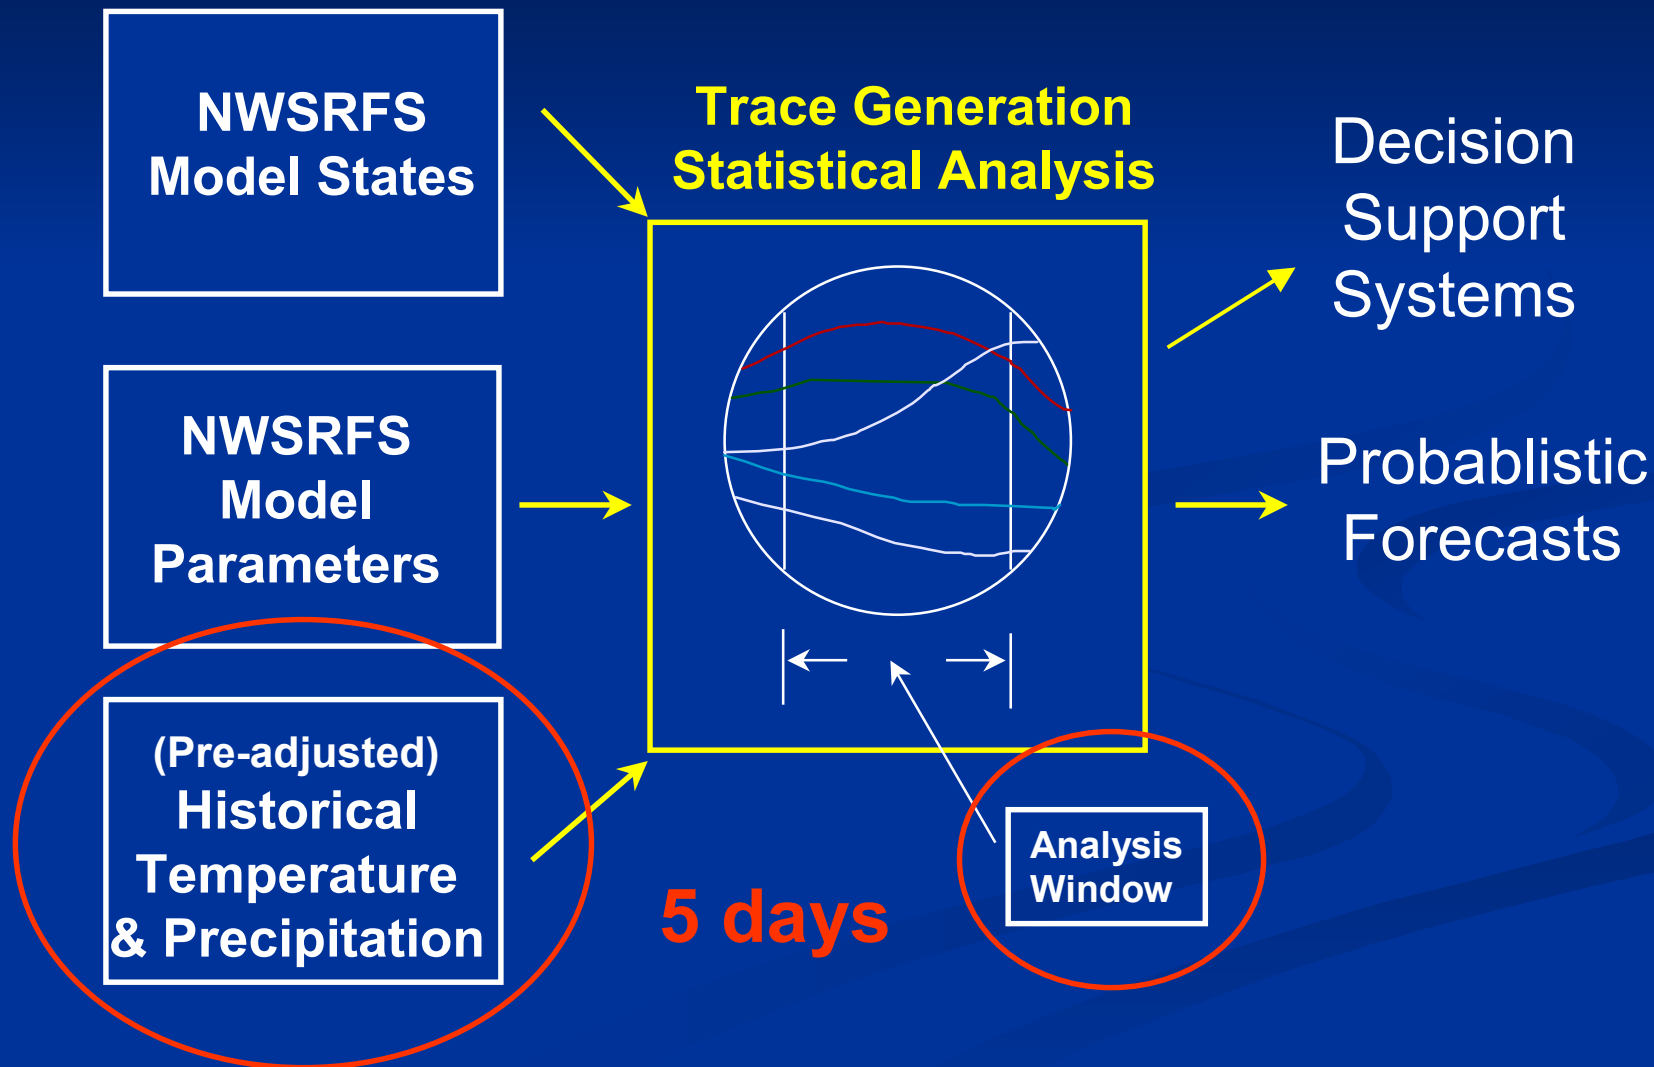 NWSRFS
Model States
NWSRFS
Model
Parameters
(Pre-adjusted)
Historical
Temperature
& Precipitation
Trace Generation
Statistical Analysis
5 days
Analysis
Window
Decision
Support
Systems
Probablistic
Forecasts